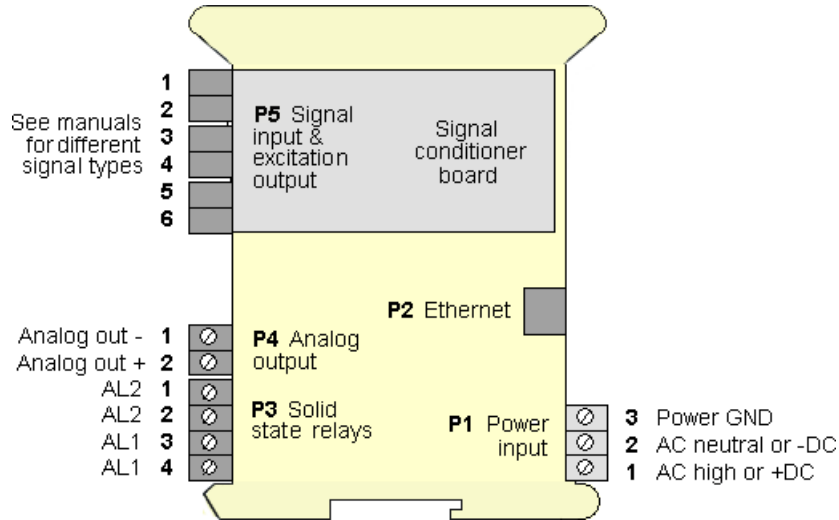 1
2
3
4
5
6
See manuals
for different
signal types
P5 Signal
input &
excitation
output
Signal
conditioner
board
P2 Ethernet
Analog out - 1
Analog out + 2
AL2 1
AL2 2
AL1 3
AL1 4
P4 Analog
output
P3 Solid
state relays
P1 Power
input
3 Power GND
2 AC neutral or -DC
1 AC high or +DC